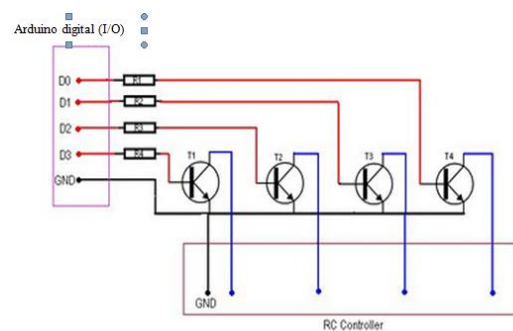 Arduino digital (I/O)
D0 R1
D1 R2
D2 R3
D3 R4
T1 T2 T3 T4
GND
GND
RC Controller